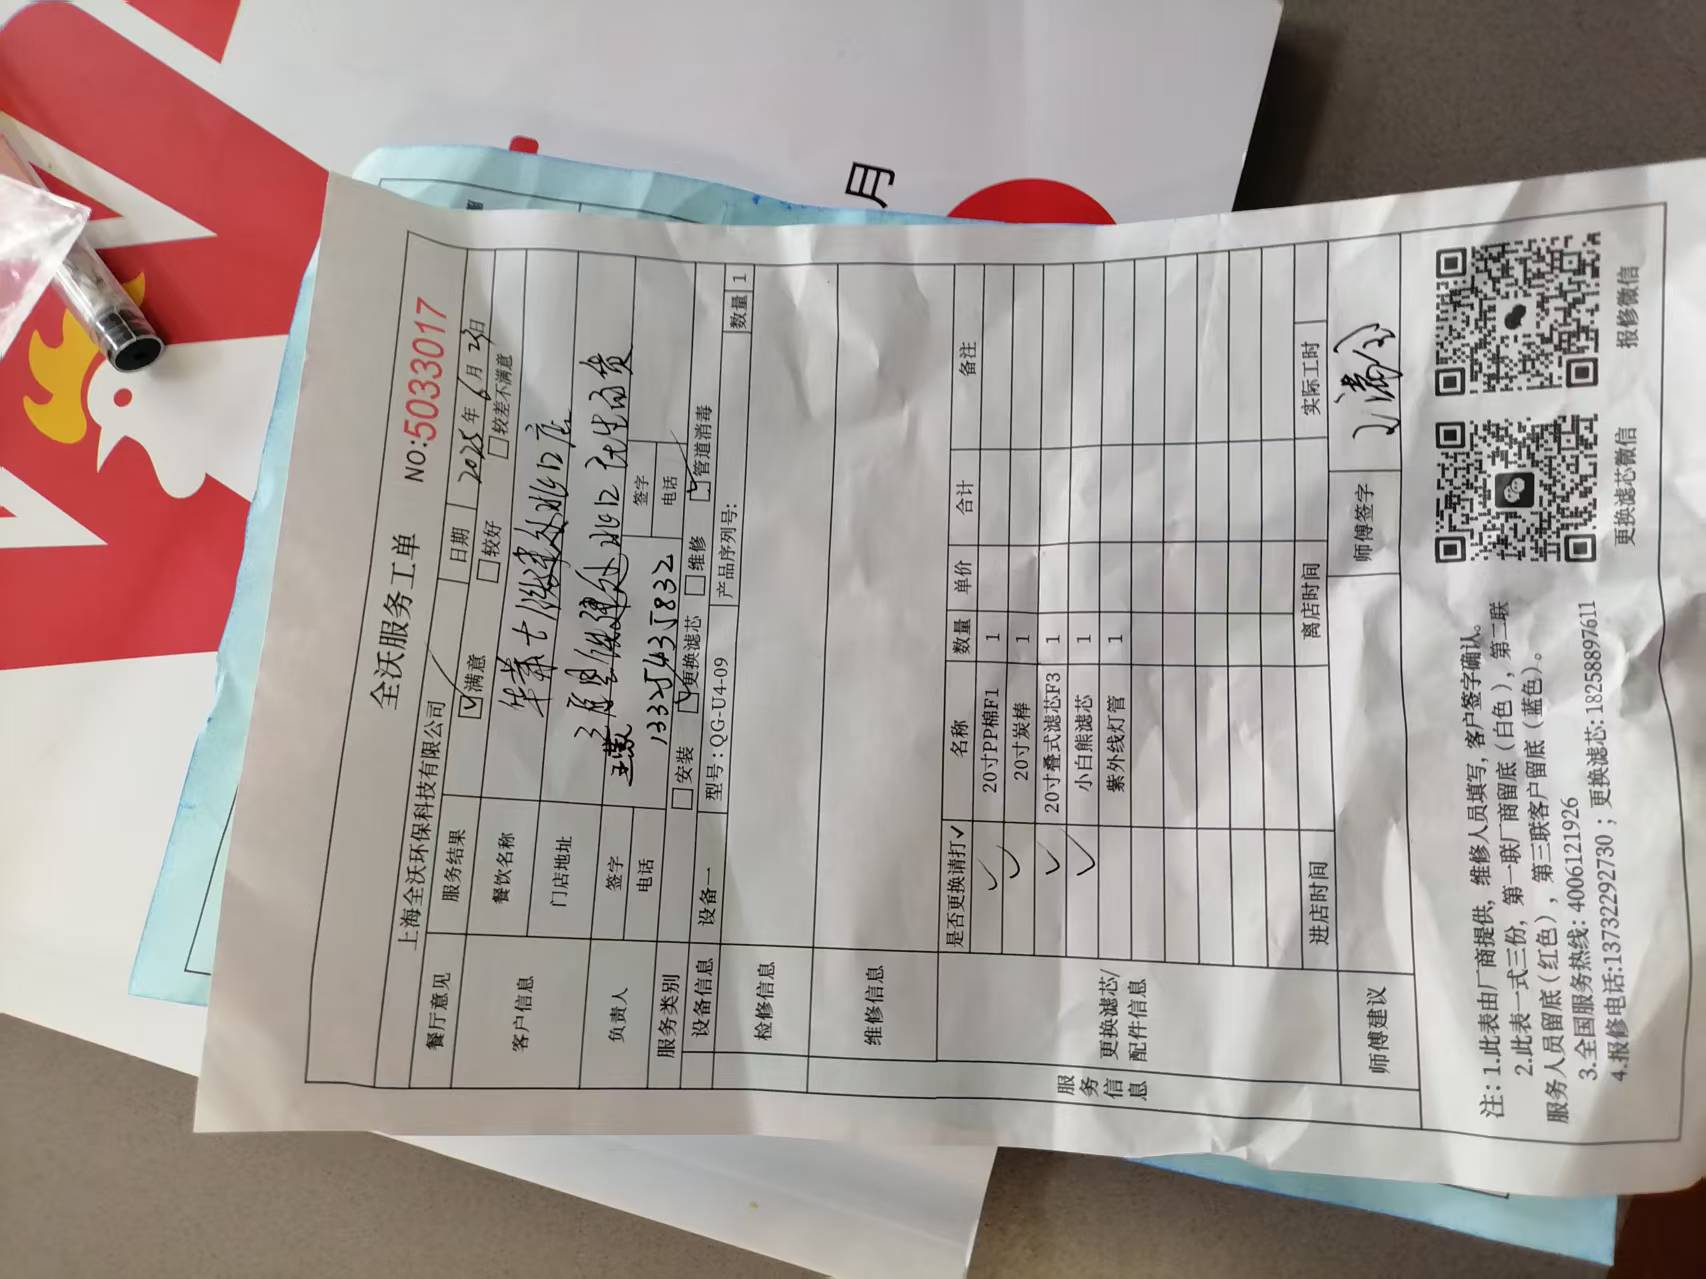 月
全沃服务工单
NO:5033017
上海全沃环保科技有限公司
日期 2025年6月23日
餐厅意见 服务结果 ☑满意 □较好 □较差不满意
客户信息 餐饮名称 华莱士 北口店
门店地址 北口 百货
负责人 签字 签字
电话 13325435832 电话
服务类别 □安装 ☑更换滤芯 □维修 ☑管道消毒
设备信息 设备一 型号:QG-U4-09 产品序列号: 数量 1
检修信息
维修信息
服务信息
更换滤芯/配件信息
是否更换请打✓ 名称 数量 单价 合计 备注
✓ 20寸PP棉F1 1
✓ 20寸炭棒 1
✓ 20寸叠式滤芯F3 1
✓ 小白熊滤芯 1
紫外线灯管 1
进店时间 离店时间 实际工时
师傅建议 师傅签字
注:1.此表由厂商提供,维修人员填写,客户签字确认。
2.此表一式三份,第一联厂商留底(白色),第二联
服务人员留底(红色),第三联客户留底(蓝色)。
3.全国服务热线:4006121926
4.报修电话:13732292730;更换滤芯:18258897611
更换滤芯微信 报修微信